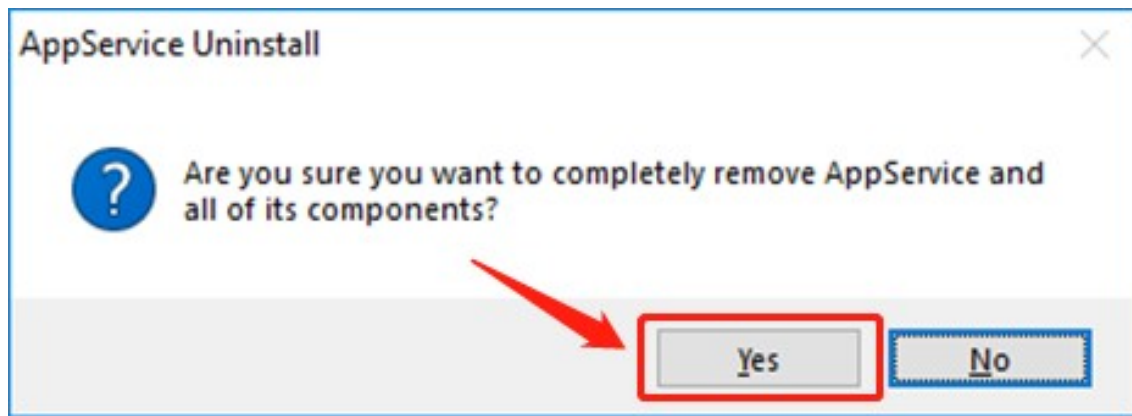 AppService Uninstall
Are you sure you want to completely remove AppService and
all of its components?
Yes
No